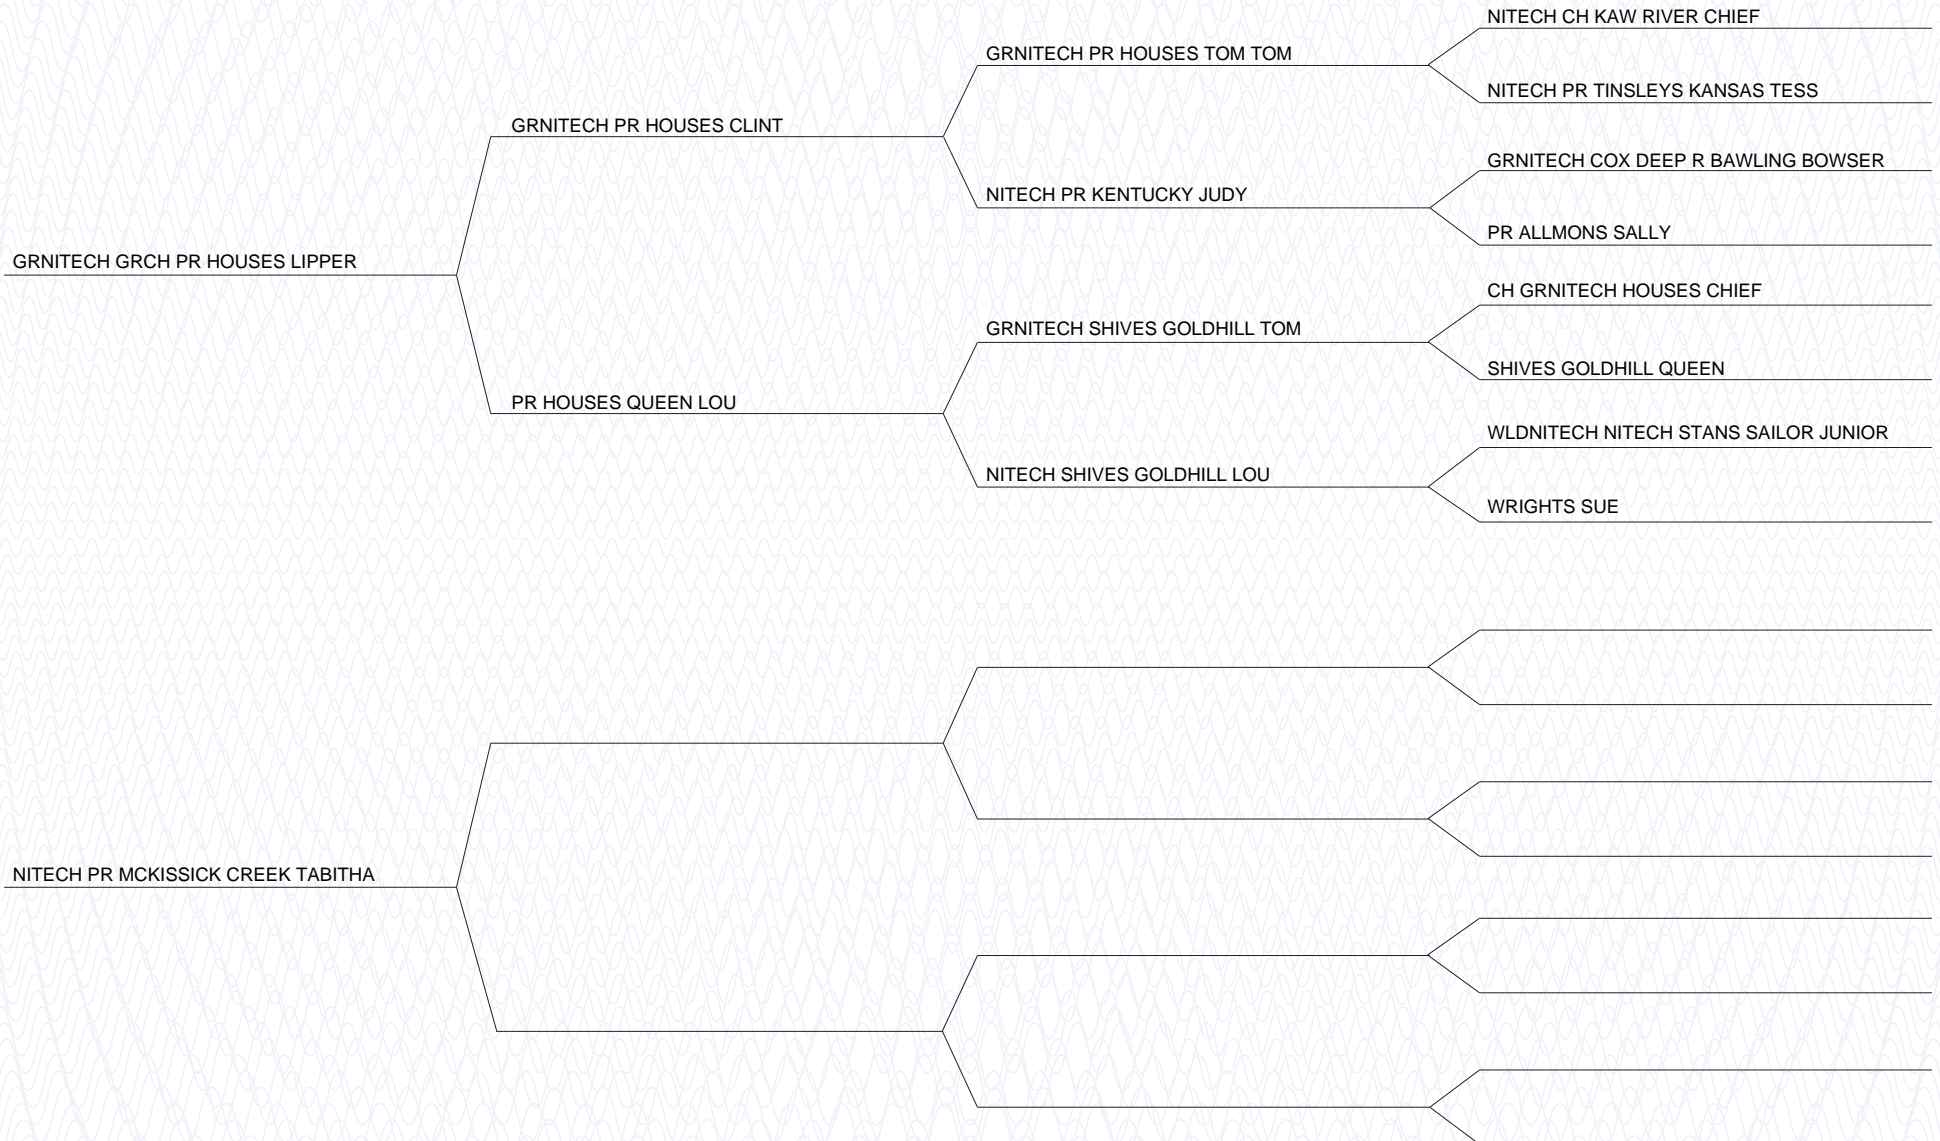 NITECH CH KAW RIVER CHIEF
GRNITECH PR HOUSES TOM TOM
NITECH PR TINSLEYS KANSAS TESS
GRNITECH PR HOUSES CLINT
GRNITECH COX DEEP R BAWLING BOWSER
NITECH PR KENTUCKY JUDY
PR ALLMONS SALLY
GRNITECH GRCH PR HOUSES LIPPER
CH GRNITECH HOUSES CHIEF
GRNITECH SHIVES GOLDHILL TOM
SHIVES GOLDHILL QUEEN
PR HOUSES QUEEN LOU
WLDNITECH NITECH STANS SAILOR JUNIOR
NITECH SHIVES GOLDHILL LOU
WRIGHTS SUE
NITECH PR MCKISSICK CREEK TABITHA